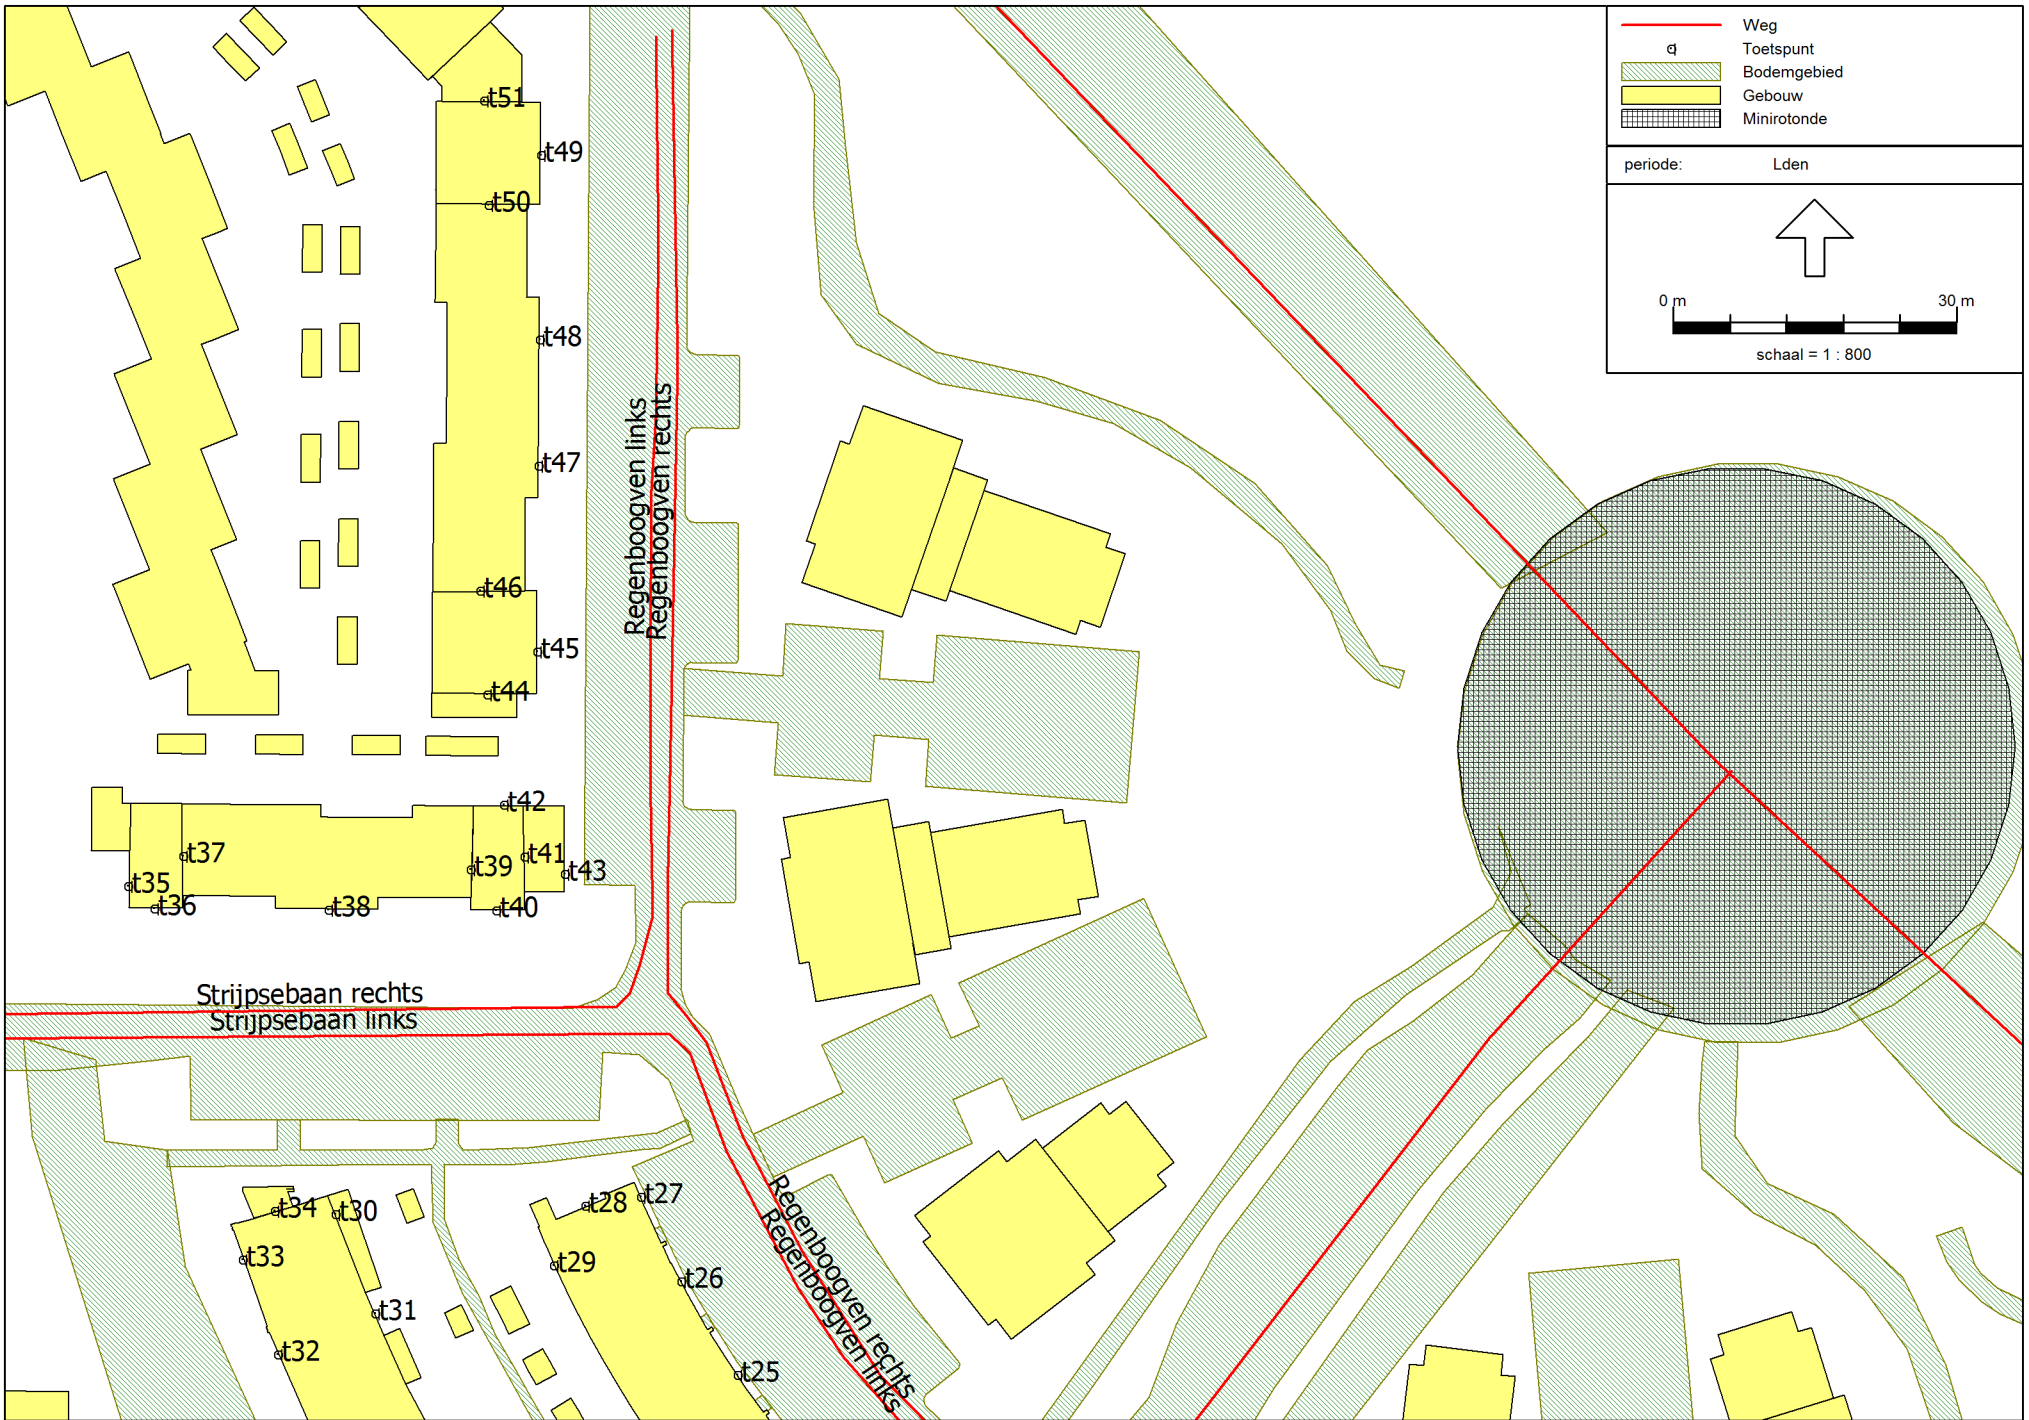 Weg
Toetspunt
Bodemgebied
Gebouw
Minirotonde
periode: Lden
0 m 30 m
schaal = 1 : 800
t51
t49
t50
t48
Regenboogven links
Regenboogven rechts
t47
t46
t45
t44
t42
t37
t39
t41
t43
t35
t36
t38
t40
Strijpsebaan rechts
Strijpsebaan links
t34
t30
t28
t27
t33
t29
t26
t31
t32
t25
Regenboogven rechts
Regenboogven links